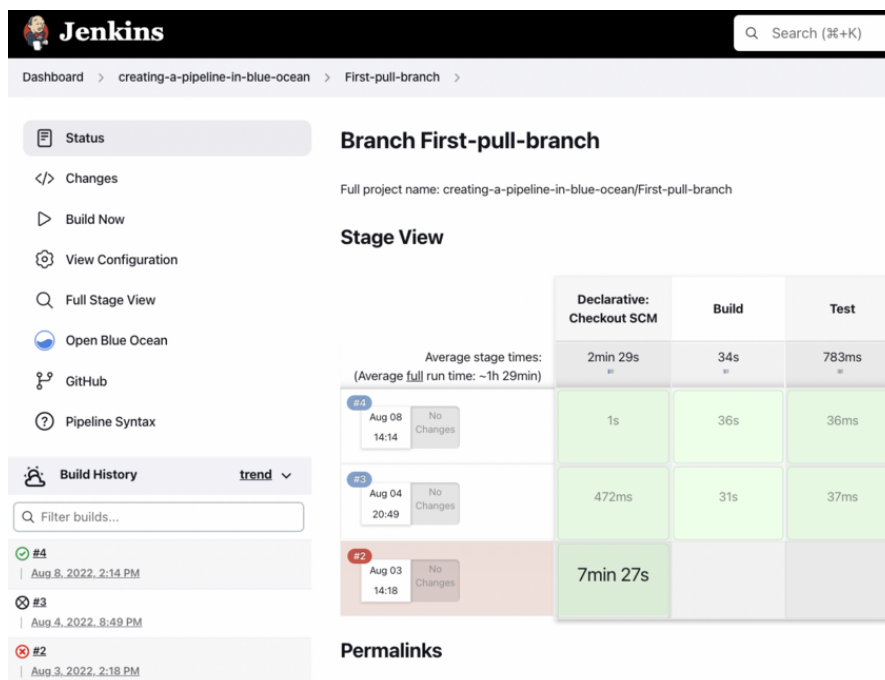 Jenkins
Search (⌘+K)
Dashboard > creating-a-pipeline-in-blue-ocean > First-pull-branch >
Status
Changes
Build Now
View Configuration
Full Stage View
Open Blue Ocean
GitHub
Pipeline Syntax
Build History
trend
Filter builds...
#4
Aug 8, 2022, 2:14 PM
#3
Aug 4, 2022, 8:49 PM
#2
Aug 3, 2022, 2:18 PM
Branch First-pull-branch
Full project name: creating-a-pipeline-in-blue-ocean/First-pull-branch
Stage View
Declarative:
Checkout SCM
Build
Test
Average stage times:
(Average full run time: ~1h 29min)
2min 29s
34s
783ms
#4
Aug 08
14:14
No
Changes
1s
36s
36ms
#3
Aug 04
20:49
No
Changes
472ms
31s
37ms
#2
Aug 03
14:18
No
Changes
7min 27s
Permalinks